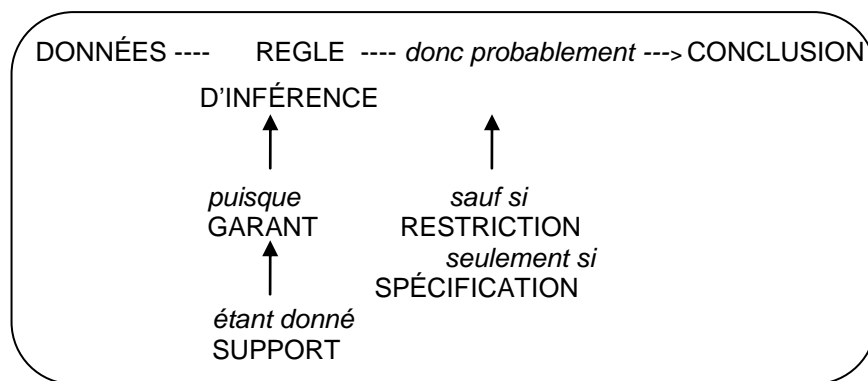 DONNÉES ---- REGLE ---- donc probablement ---> CONCLUSION
D'INFÉRENCE
puisque sauf si
GARANT RESTRICTION
seulement si
SPÉCIFICATION
étant donné
SUPPORT